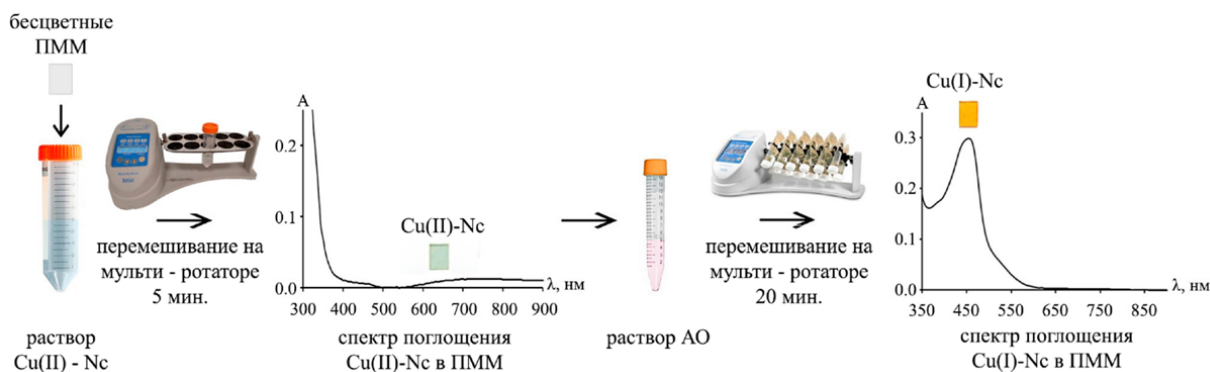 бесцветные
ПММ
раствор
Cu(II) - Nc
перемешивание на
мульти - ротаторе
5 мин.
A
0.2
0.1
0.0
Cu(II)-Nc
300 400 500 600 700 800 900
λ, нм
спектр поглощения
Cu(II)-Nc в ПММ
раствор АО
перемешивание на
мульти - ротаторе
20 мин.
Cu(I)-Nc
A
0.3
0.2
0.1
0.0
350 450 550 650 750 850
λ, нм
спектр поглощения
Cu(I)-Nc в ПММ